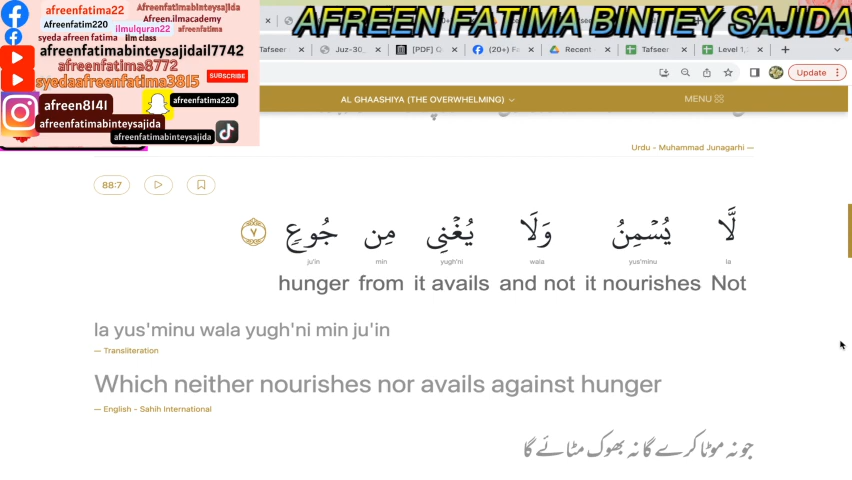 AFREEN FATIMA BINTEY SAJIDA
afreenfatima22
Afreenfatimabinteysajida
Afreen.ilmacademy
Afreenfatim220
ilmulquran22
afreenfatima
syeda afreen fatima
Ilm class
afreenfatimabinteysajidail7742
afreenfatima8772
SUBSCRIBE
syedaafreenfatima3815
afreen8141
afreenfatima220
afreenfatimabinteysajida
afreenfatimabinteysajida
Tafseer
Juz-30_
[PDF] Q
(20+) Fa
Recent
Tafseer
Level 1,
Update
AL GHAASHIYA (THE OVERWHELMING)
MENU
Urdu - Muhammad Junagarhi —
88:7
لَّا يُسْمِنُ وَلَا يُغْنِى مِن جُوعٍ ٧
ju'in min yugh'ni wala yus'minu la
hunger from it avails and not it nourishes Not
la yus'minu wala yugh'ni min ju'in
— Transliteration
Which neither nourishes nor avails against hunger
— English - Sahih International
جو نہ موٹا کرے گا نہ بھوک مٹائے گا